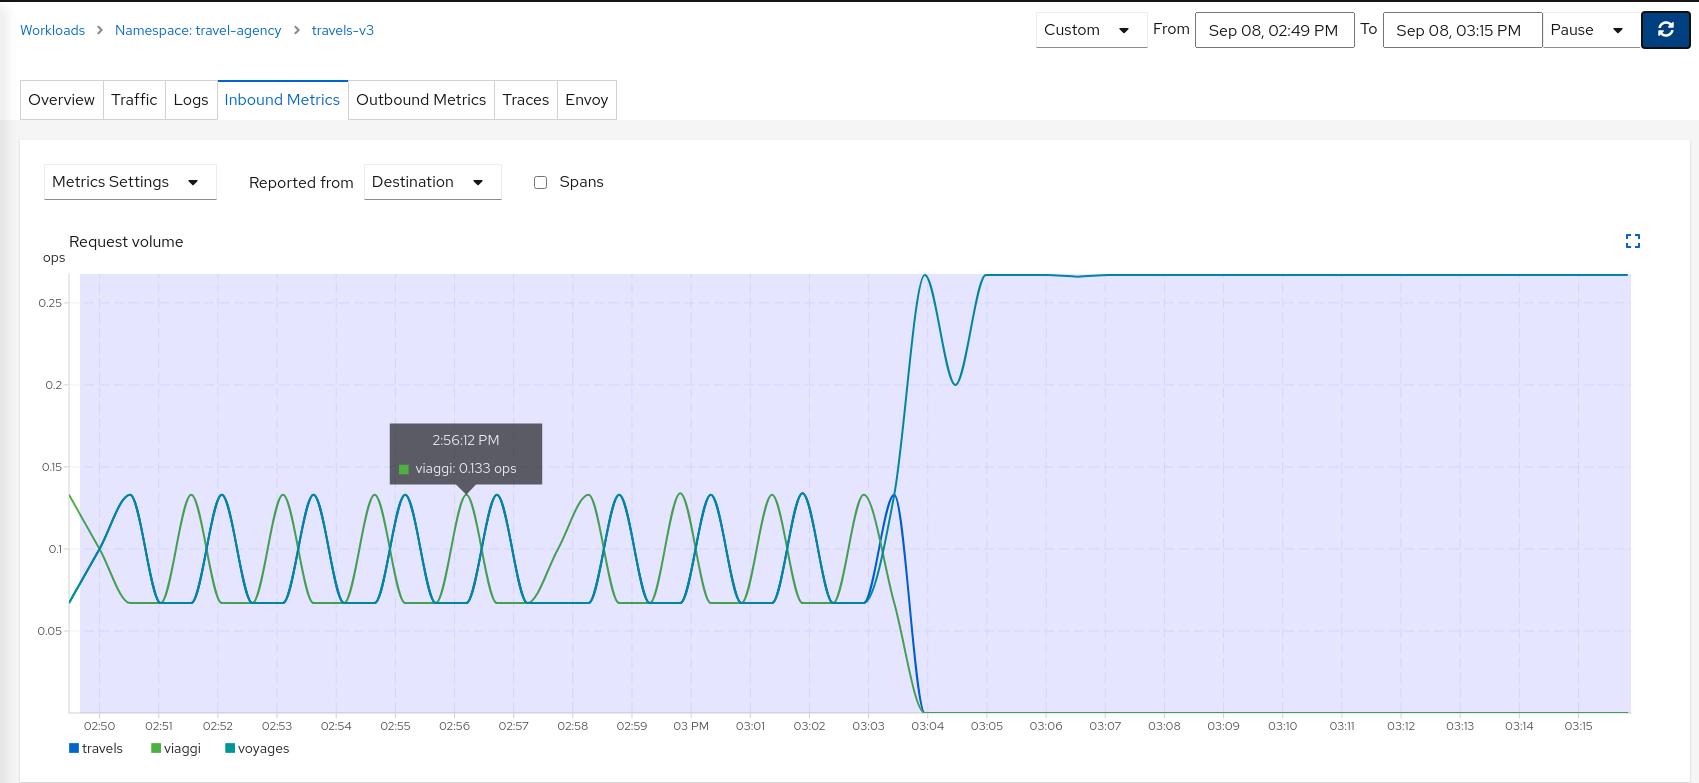 Workloads > Namespace: travel-agency > travels-v3
Custom From Sep 08, 02:49 PM To Sep 08, 03:15 PM Pause
Overview Traffic Logs Inbound Metrics Outbound Metrics Traces Envoy
Metrics Settings Reported from Destination Spans
Request volume
ops
0.25
0.2
0.15
0.1
0.05
2:56:12 PM
viaggi: 0.133 ops
02:50 02:51 02:52 02:53 02:54 02:55 02:56 02:57 02:58 02:59 03 PM 03:01 03:02 03:03 03:04 03:05 03:06 03:07 03:08 03:09 03:10 03:11 03:12 03:13 03:14 03:15
travels viaggi voyages